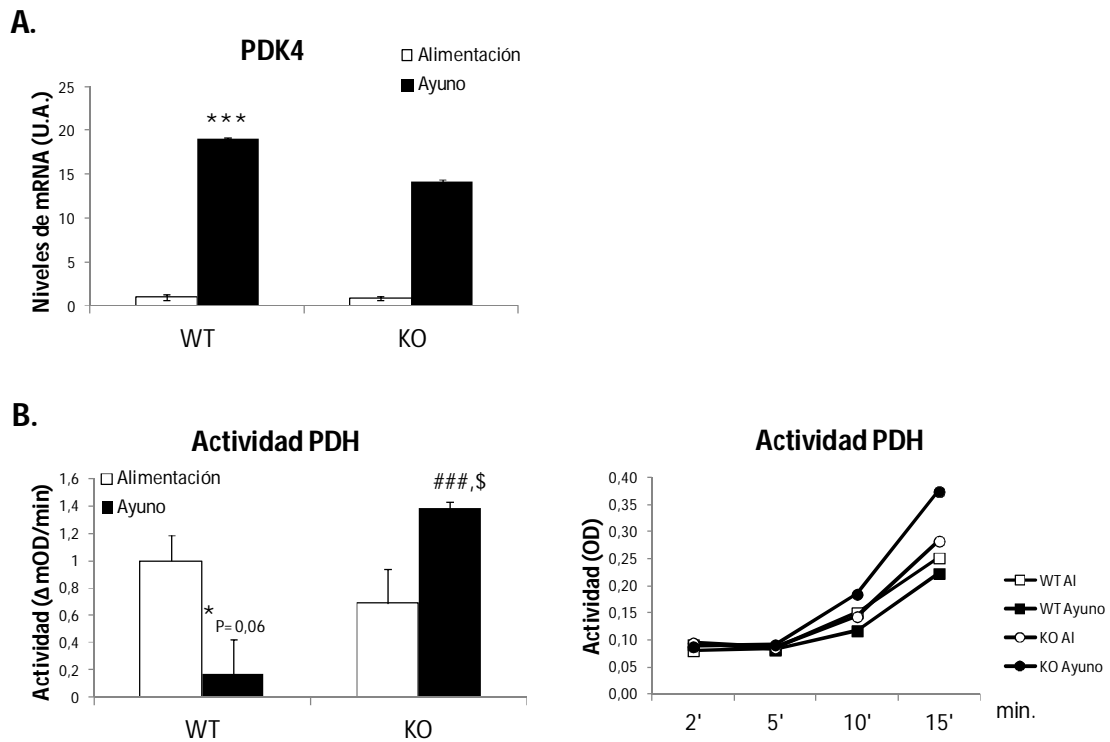 A.
PDK4
Alimentación
Ayuno
Niveles de mRNA (U.A.)
25
20
15
10
5
0
***
WT
KO
B.
Actividad PDH
Alimentación
Ayuno
Actividad (Δ mOD/min)
1,6
1,4
1,2
1
0,8
0,6
0,4
0,2
0
*
P= 0,06
###,$
WT
KO
Actividad PDH
Actividad (OD)
0,40
0,35
0,30
0,25
0,20
0,15
0,10
0,05
0,00
2' 5' 10' 15' min.
WT Al
WT Ayuno
KO Al
KO Ayuno